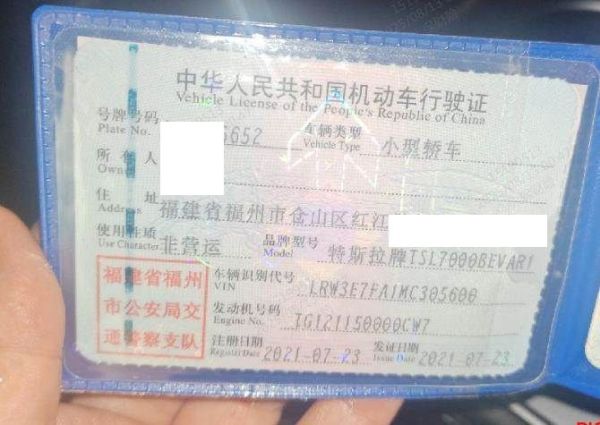 中华人民共和国机动车行驶证
Vehicle License of the People's Republic of China
号牌号码 5652 车辆类型 小型轿车
Plate No. Vehicle Type
所有人
Owner
住址 福建省福州市仓山区红江
Address
使用性质 非营运 品牌型号 特斯拉牌TSL7000BEVAR1
Use Character Model
福建省福州
市公安局交
通警察支队
车辆识别代号 LRW3E7FA1MC305600
VIN
发动机号码 TG121150000CW7
Engine No.
注册日期 2021-07-23 发证日期 2021-07-23
Register Date Issue Date